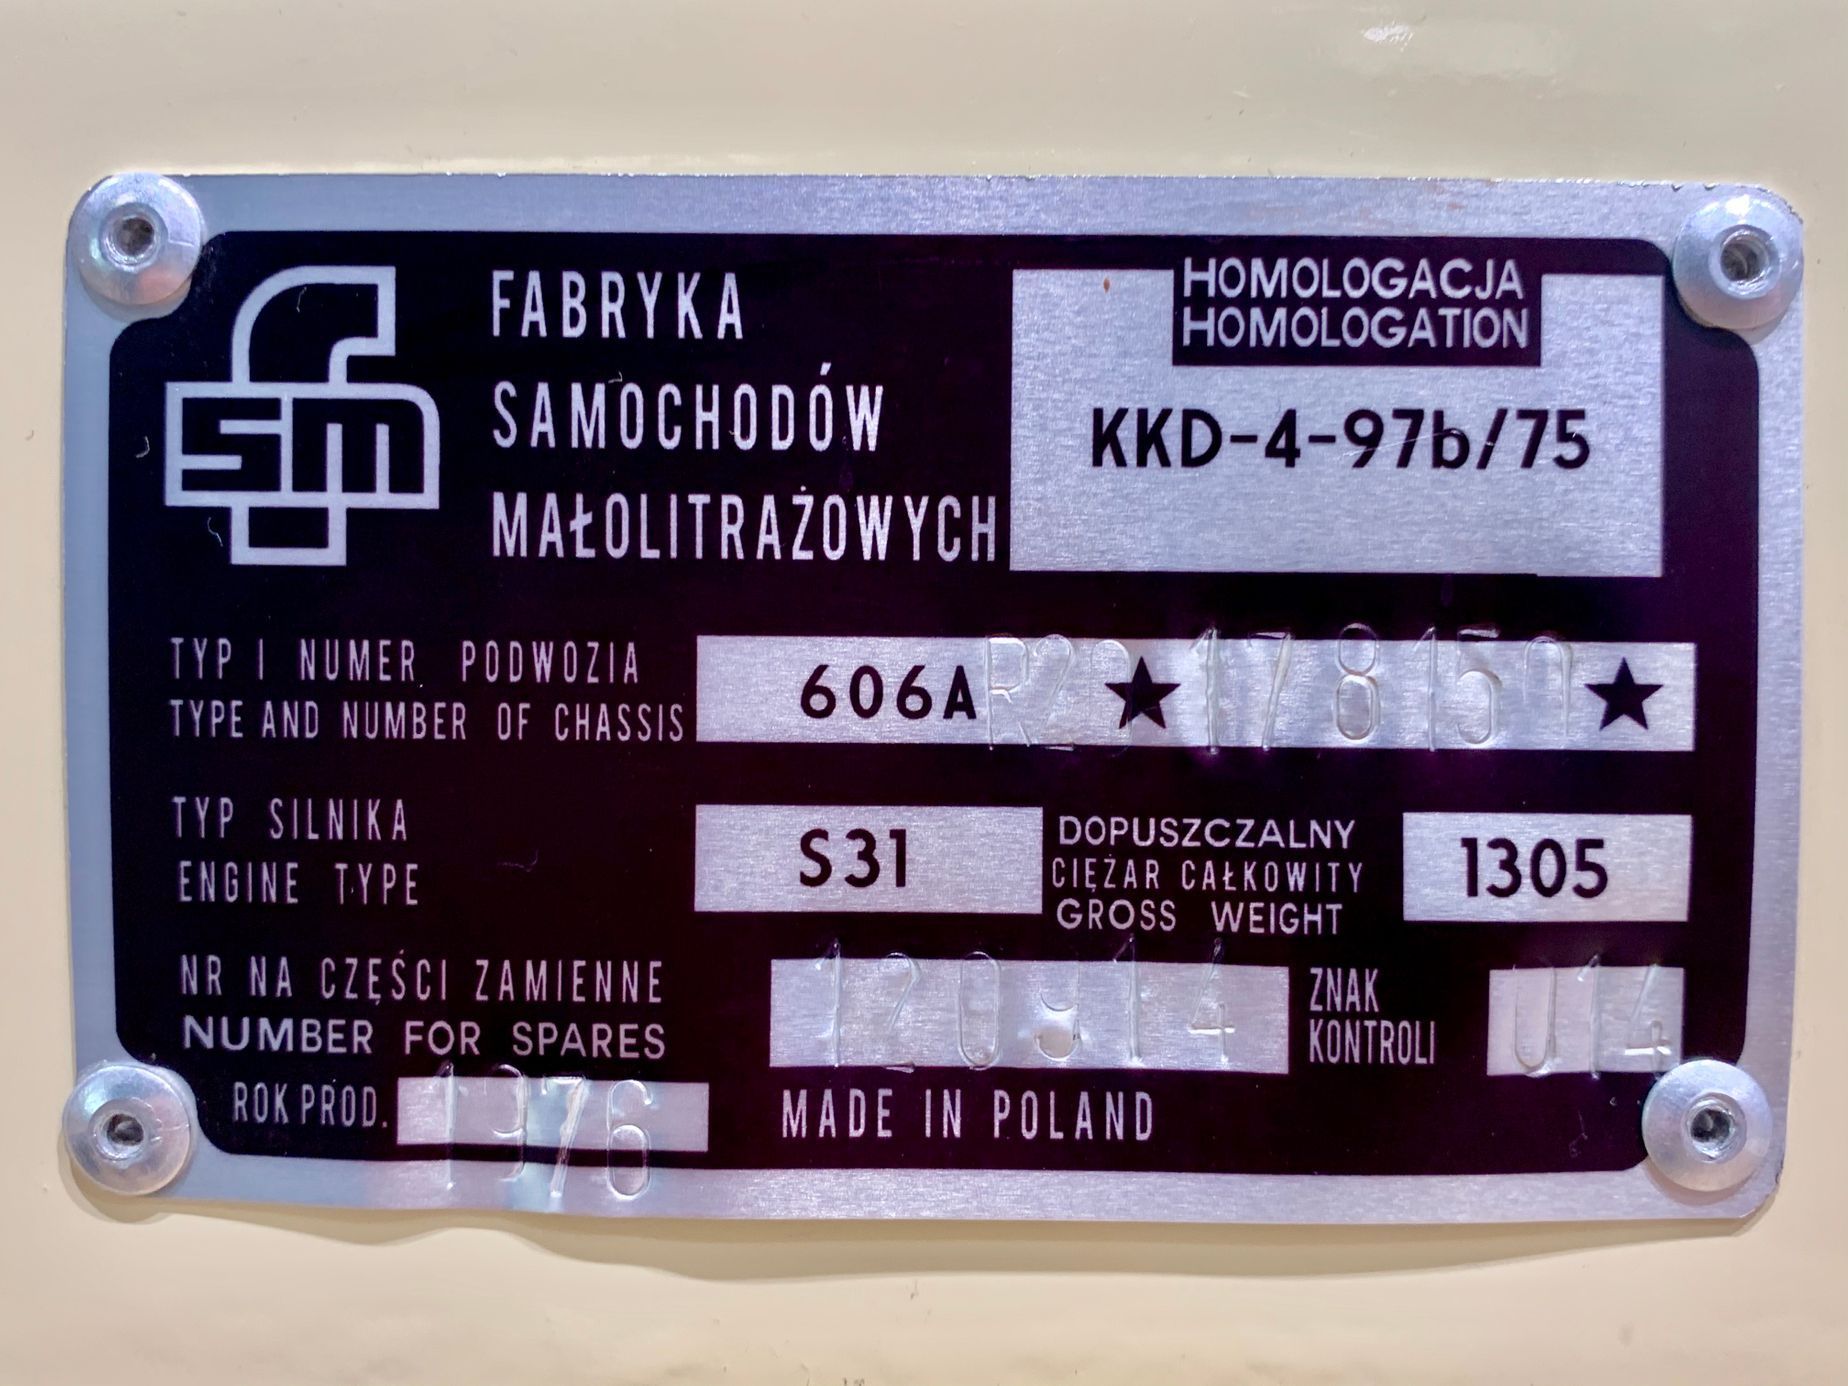 sm
FABRYKA
SAMOCHODÓW
MAŁOLITRAŻOWYCH
HOMOLOGACJA
HOMOLOGATION
KKD-4-97b/75
TYP I NUMER PODWOZIA
TYPE AND NUMBER OF CHASSIS
606A ★ ★
TYP SILNIKA
ENGINE TYPE
S31
DOPUSZCZALNY
CIĘŻAR CAŁKOWITY
GROSS WEIGHT
1305
NR NA CZĘŚCI ZAMIENNE
NUMBER FOR SPARES
ZNAK
KONTROLI
U14
ROK PROD. 1976
MADE IN POLAND